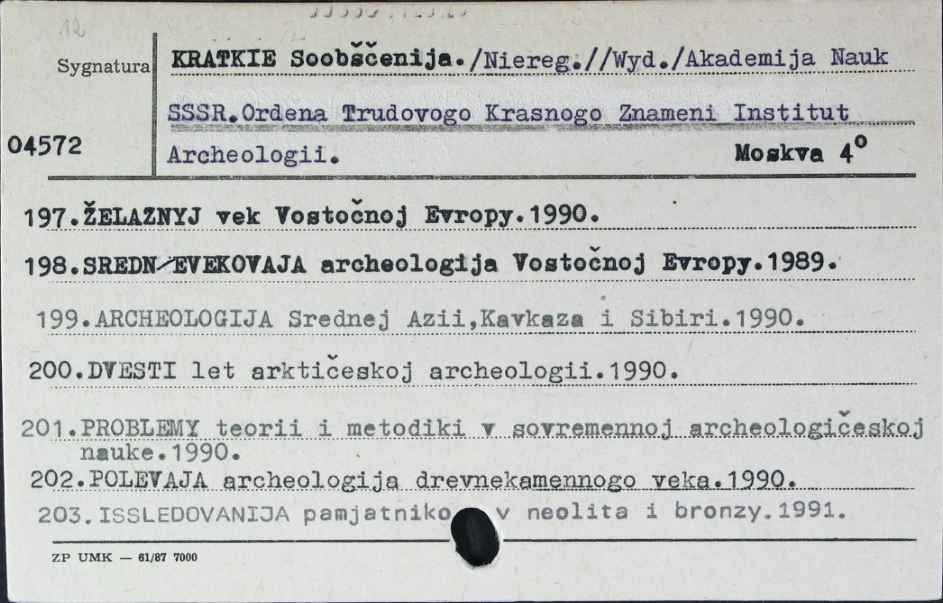 12
Sygnatura
KRATKIE Soobščenija./Niereg.//Wyd./Akademija Nauk
SSSR.Ordena Trudovogo Krasnogo Znameni Institut
04572
Archeologii. Moskva 4°
197.ŽELAZNYJ vek Vostočnoj Evropy.1990.
198.SREDN/EVEKOVAJA archeologija Vostočnoj Evropy.1989.
199.ARCHEOLOGIJA Srednej Azii,Kavkaza i Sibiri.1990.
200.DVESTI let arktičeskoj archeologii.1990.
201.PROBLEMY teorii i metodiki v sovremennoj archeologičeskoj
nauke.1990.
202.POLEVAJA archeologija drevnekamennogo veka.1990.
203.ISSLEDOVANIJA pamjatniko v neolita i bronzy.1991.
ZP UMK — 61/87 7000